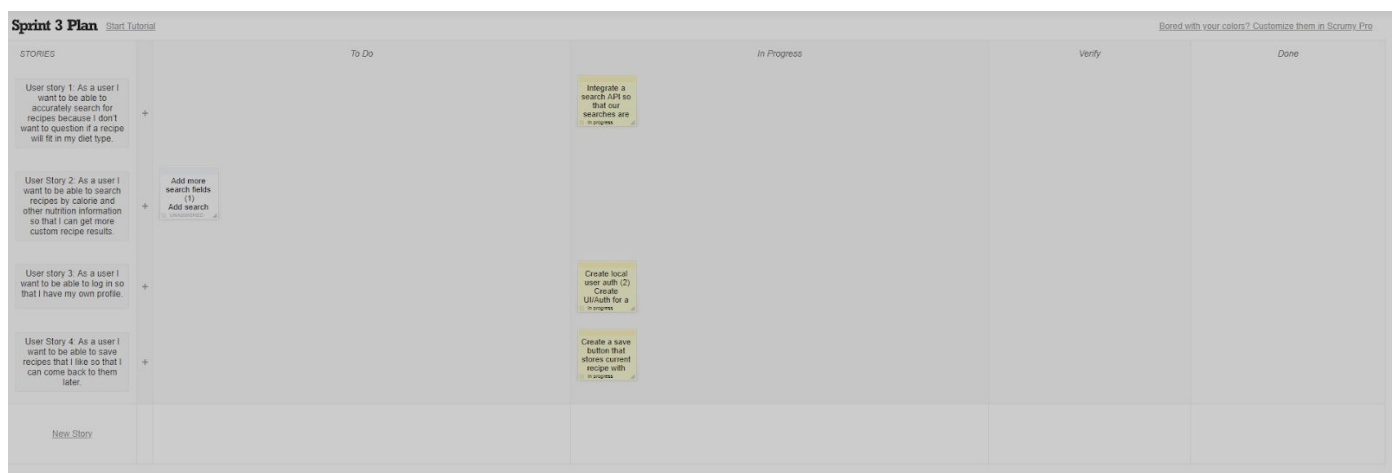 Sprint 3 Plan Start Tutorial
Bored with your colors? Customize them in Scrumy Pro
STORIES
To Do
In Progress
Verify
Done
User story 1: As a user I
want to be able to
accurately search for
recipes because I don't
want to question if a recipe
will fit in my diet type.
+
Integrate a
search API so
that our
searches are
In progress
User Story 2: As a user I
want to be able to search
recipes by calorie and
other nutrition information
so that I can get more
custom recipe results.
+
Add more
search fields
(1)
Add search
UNASSIGNED
User story 3: As a user I
want to be able to log in so
that I have my own profile.
+
Create local
user auth (2)
Create
UI/Auth for a
In progress
User Story 4: As a user I
want to be able to save
recipes that I like so that I
can come back to them
later.
+
Create a save
button that
stores current
recipe with
In progress
New Story